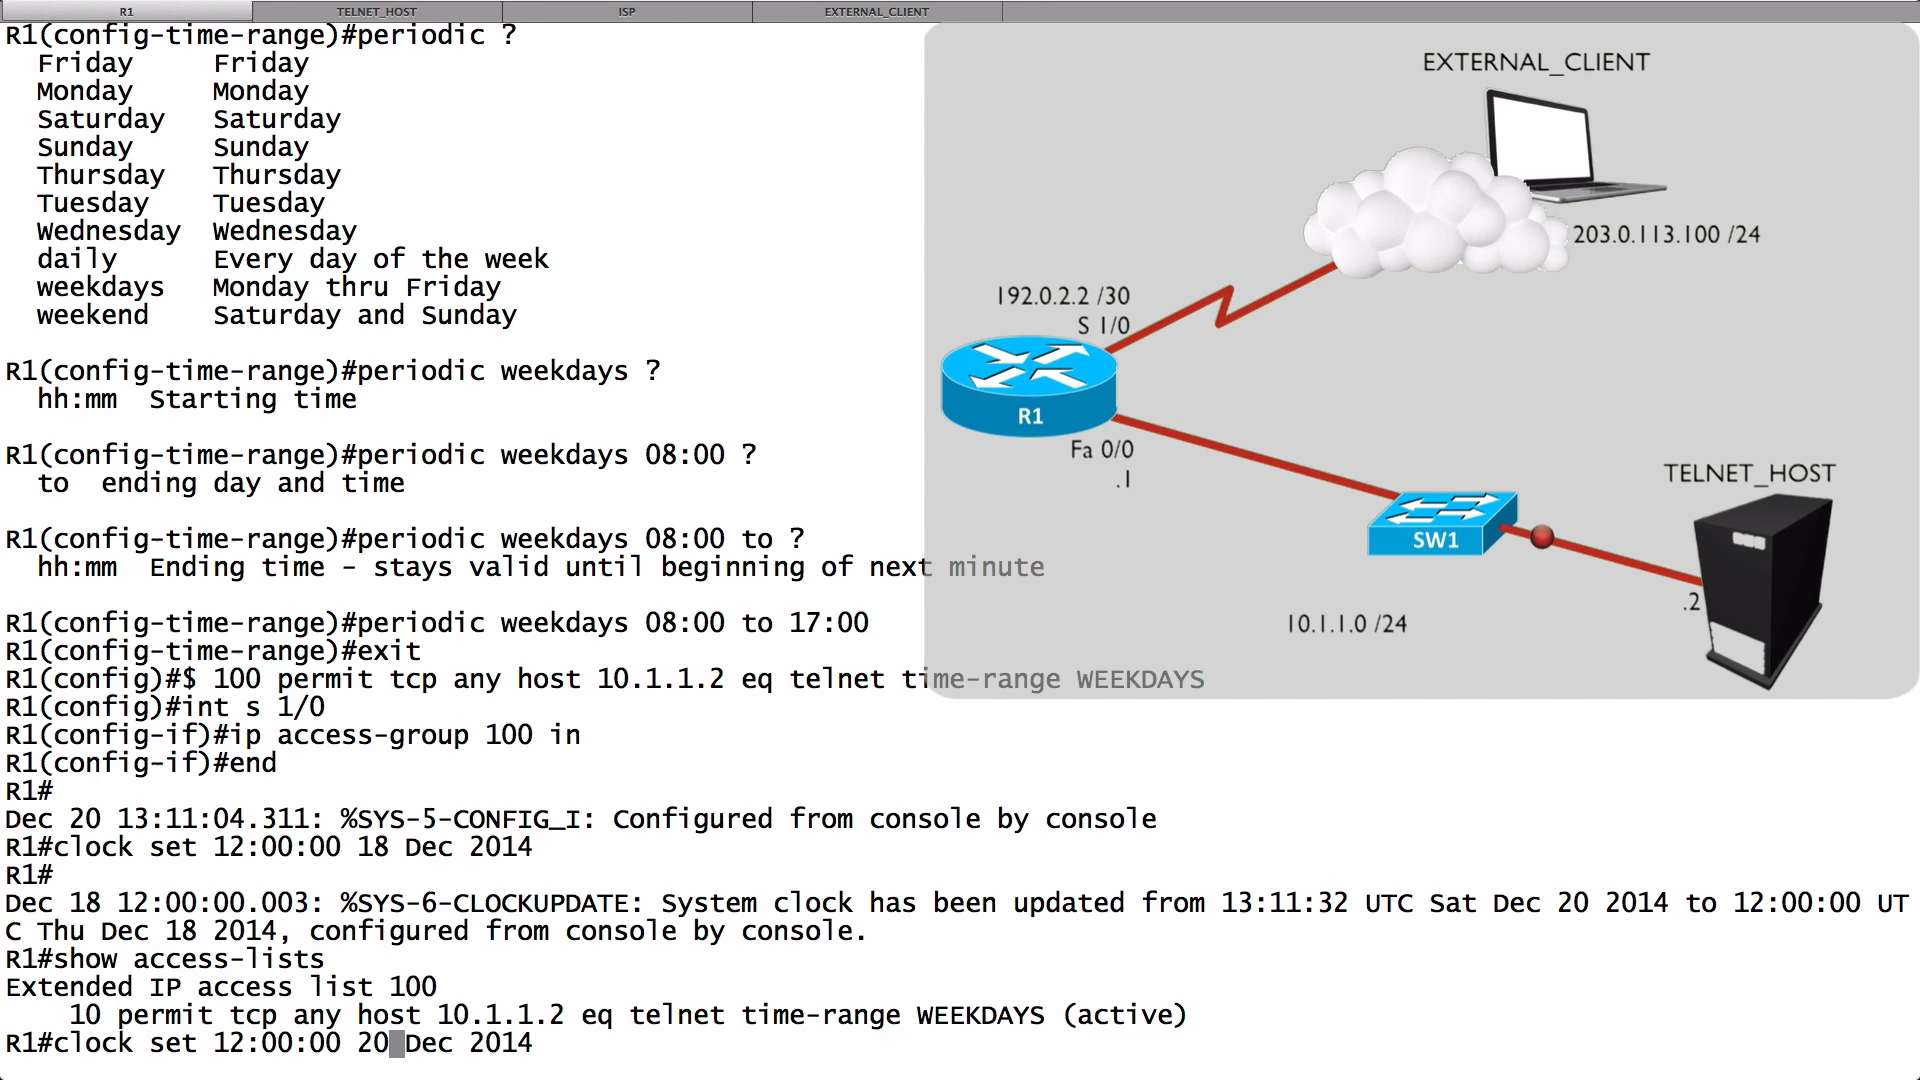 R1 TELNET_HOST ISP EXTERNAL_CLIENT
R1(config-time-range)#periodic ?
Friday Friday
Monday Monday
Saturday Saturday
Sunday Sunday
Thursday Thursday
Tuesday Tuesday
Wednesday Wednesday
daily Every day of the week
weekdays Monday thru Friday
weekend Saturday and Sunday
R1(config-time-range)#periodic weekdays ?
hh:mm Starting time
R1(config-time-range)#periodic weekdays 08:00 ?
to ending day and time
R1(config-time-range)#periodic weekdays 08:00 to ?
hh:mm Ending time - stays valid until beginning of next minute
R1(config-time-range)#periodic weekdays 08:00 to 17:00
R1(config-time-range)#exit
R1(config)#$ 100 permit tcp any host 10.1.1.2 eq telnet time-range WEEKDAYS
R1(config)#int s 1/0
R1(config-if)#ip access-group 100 in
R1(config-if)#end
R1#
Dec 20 13:11:04.311: %SYS-5-CONFIG_I: Configured from console by console
R1#clock set 12:00:00 18 Dec 2014
R1#
Dec 18 12:00:00.003: %SYS-6-CLOCKUPDATE: System clock has been updated from 13:11:32 UTC Sat Dec 20 2014 to 12:00:00 UT
C Thu Dec 18 2014, configured from console by console.
R1#show access-lists
Extended IP access list 100
10 permit tcp any host 10.1.1.2 eq telnet time-range WEEKDAYS (active)
R1#clock set 12:00:00 20 Dec 2014
EXTERNAL_CLIENT
203.0.113.100 /24
192.0.2.2 /30
S 1/0
R1
Fa 0/0
.1
TELNET_HOST
SW1
.2
10.1.1.0 /24